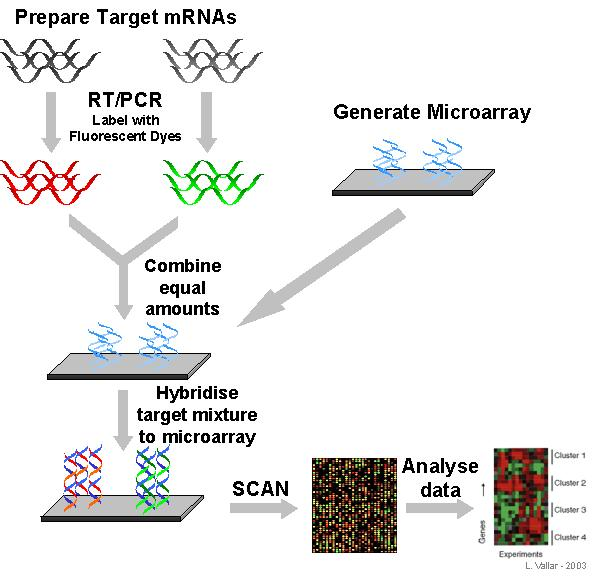 Prepare Target mRNAs
RT/PCR
Label with
Fluorescent Dyes
Generate Microarray
Combine
equal
amounts
Hybridise
target mixture
to microarray
SCAN
Analyse
data
Cluster 1
Cluster 2
Cluster 3
Cluster 4
Genes
Experiments
L. Vallar - 2003